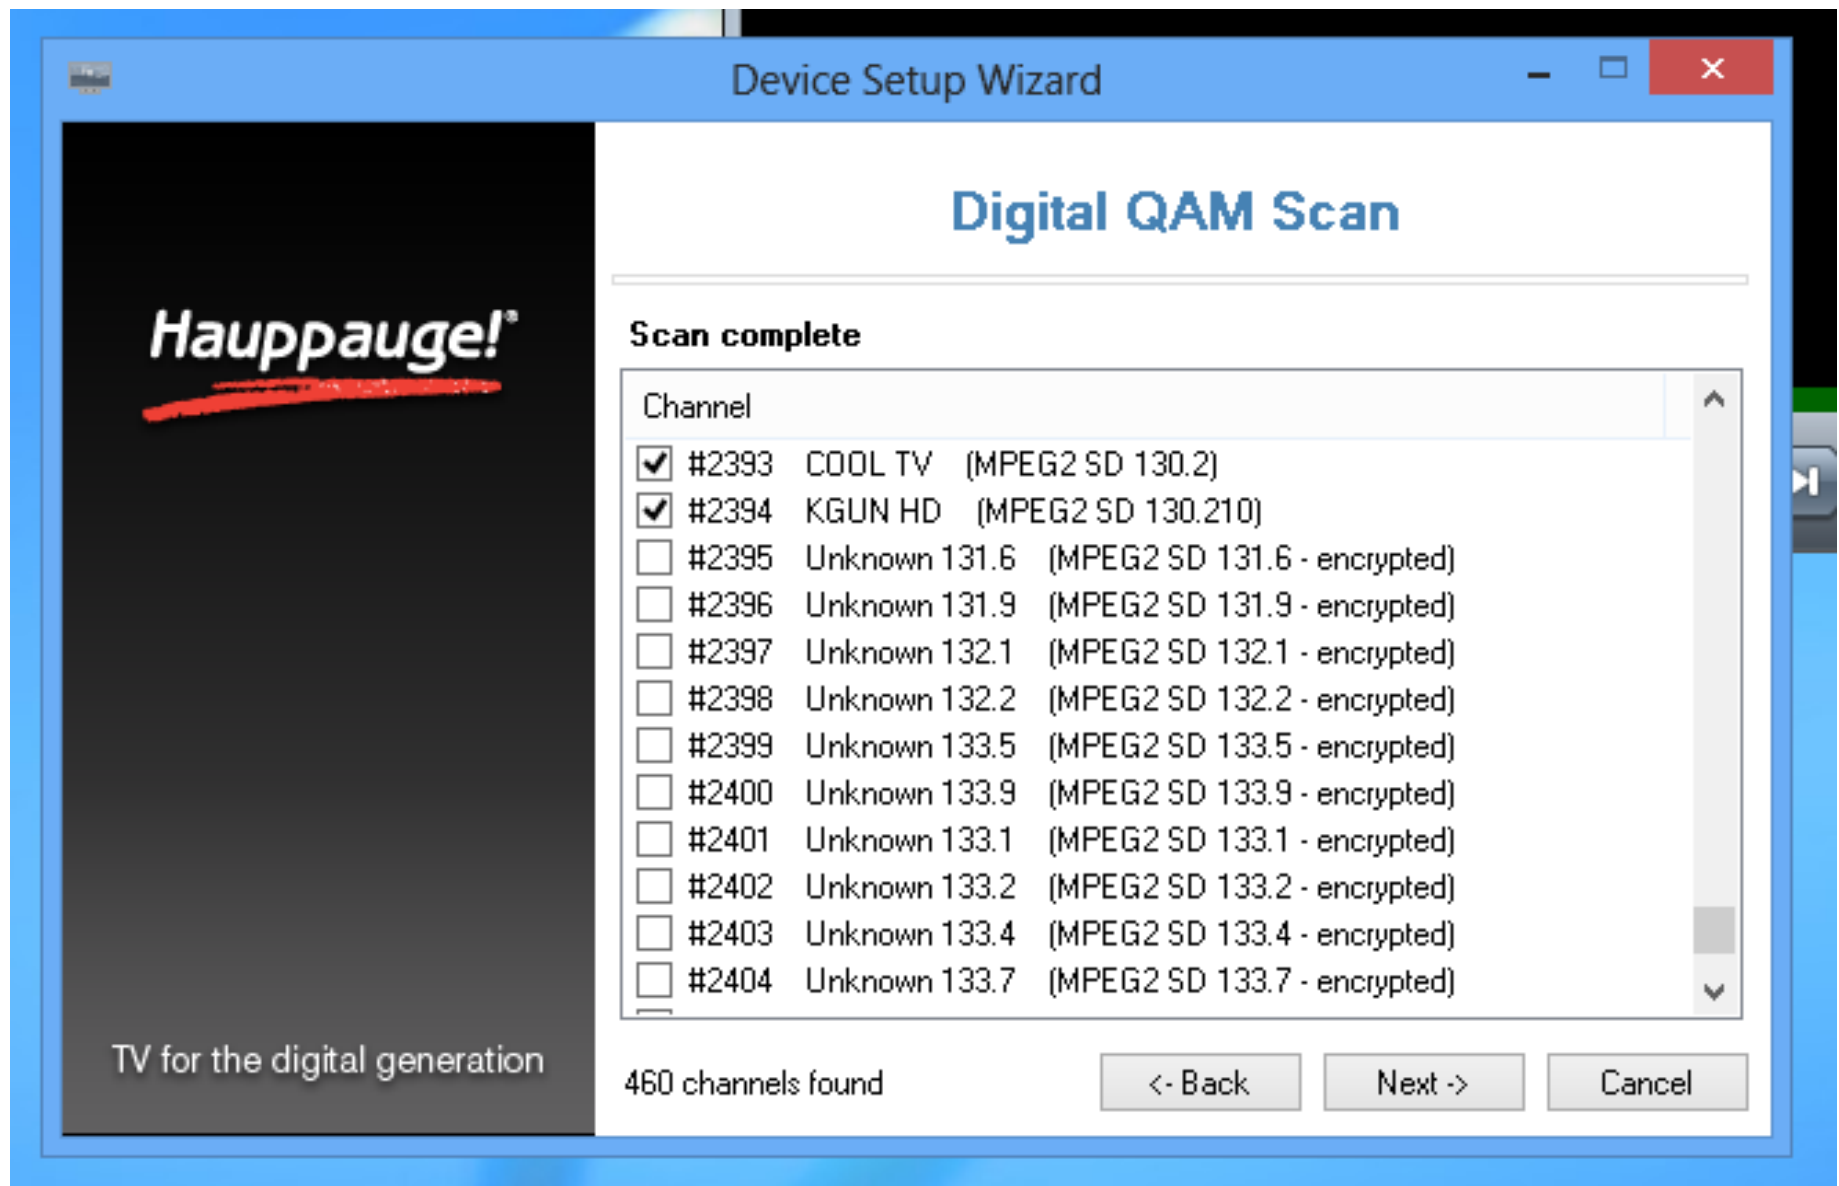 Device Setup Wizard
Hauppauge!®
TV for the digital generation
Digital QAM Scan
Scan complete
Channel
#2393 COOL TV (MPEG2 SD 130.2)
#2394 KGUN HD (MPEG2 SD 130.210)
#2395 Unknown 131.6 (MPEG2 SD 131.6 - encrypted)
#2396 Unknown 131.9 (MPEG2 SD 131.9 - encrypted)
#2397 Unknown 132.1 (MPEG2 SD 132.1 - encrypted)
#2398 Unknown 132.2 (MPEG2 SD 132.2 - encrypted)
#2399 Unknown 133.5 (MPEG2 SD 133.5 - encrypted)
#2400 Unknown 133.9 (MPEG2 SD 133.9 - encrypted)
#2401 Unknown 133.1 (MPEG2 SD 133.1 - encrypted)
#2402 Unknown 133.2 (MPEG2 SD 133.2 - encrypted)
#2403 Unknown 133.4 (MPEG2 SD 133.4 - encrypted)
#2404 Unknown 133.7 (MPEG2 SD 133.7 - encrypted)
460 channels found
<- Back
Next ->
Cancel